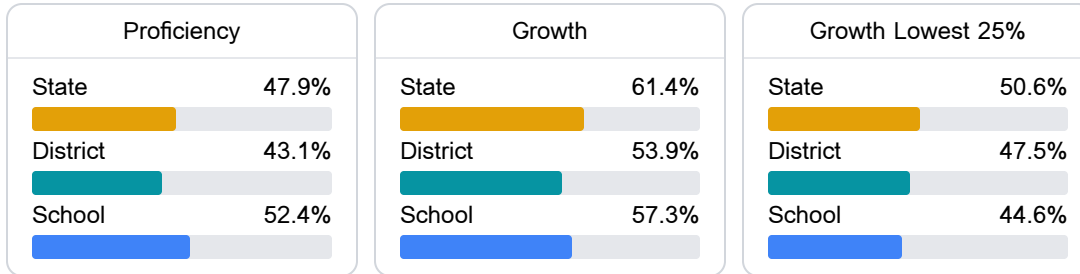 Proficiency
State 47.9%
District 43.1%
School 52.4%
Growth
State 61.4%
District 53.9%
School 57.3%
Growth Lowest 25%
State 50.6%
District 47.5%
School 44.6%